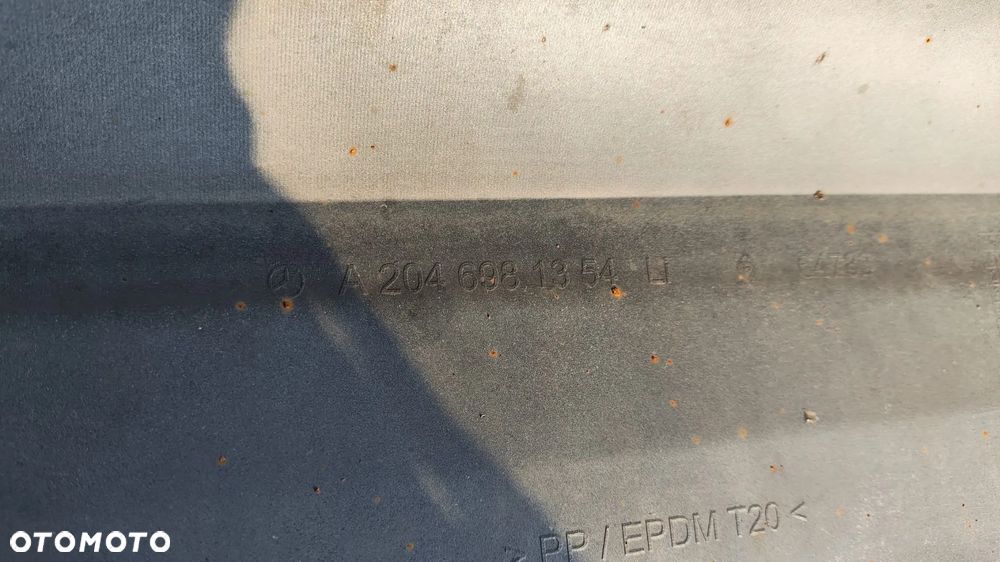 A 204 698 13 54 LI
> PP / EPDM T20 <
OTOMOTO